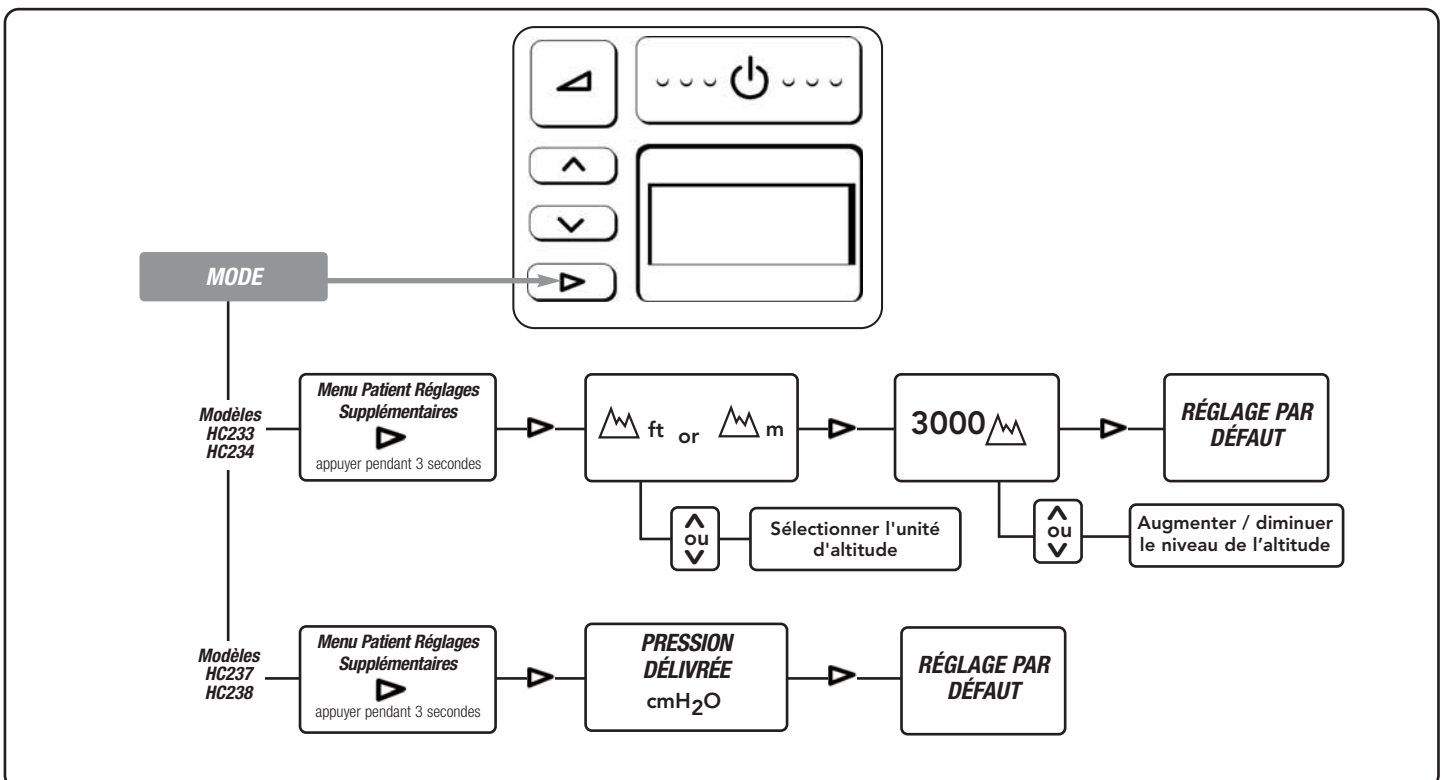 MODE
Modèles
HC233
HC234
Menu Patient Réglages
Supplémentaires
appuyer pendant 3 secondes
ft or m
3000
RÉGLAGE PAR
DÉFAUT
ou
Sélectionner l'unité
d'altitude
ou
Augmenter / diminuer
le niveau de l’altitude
Modèles
HC237
HC238
Menu Patient Réglages
Supplémentaires
appuyer pendant 3 secondes
PRESSION
DÉLIVRÉE
cmH2O
RÉGLAGE PAR
DÉFAUT